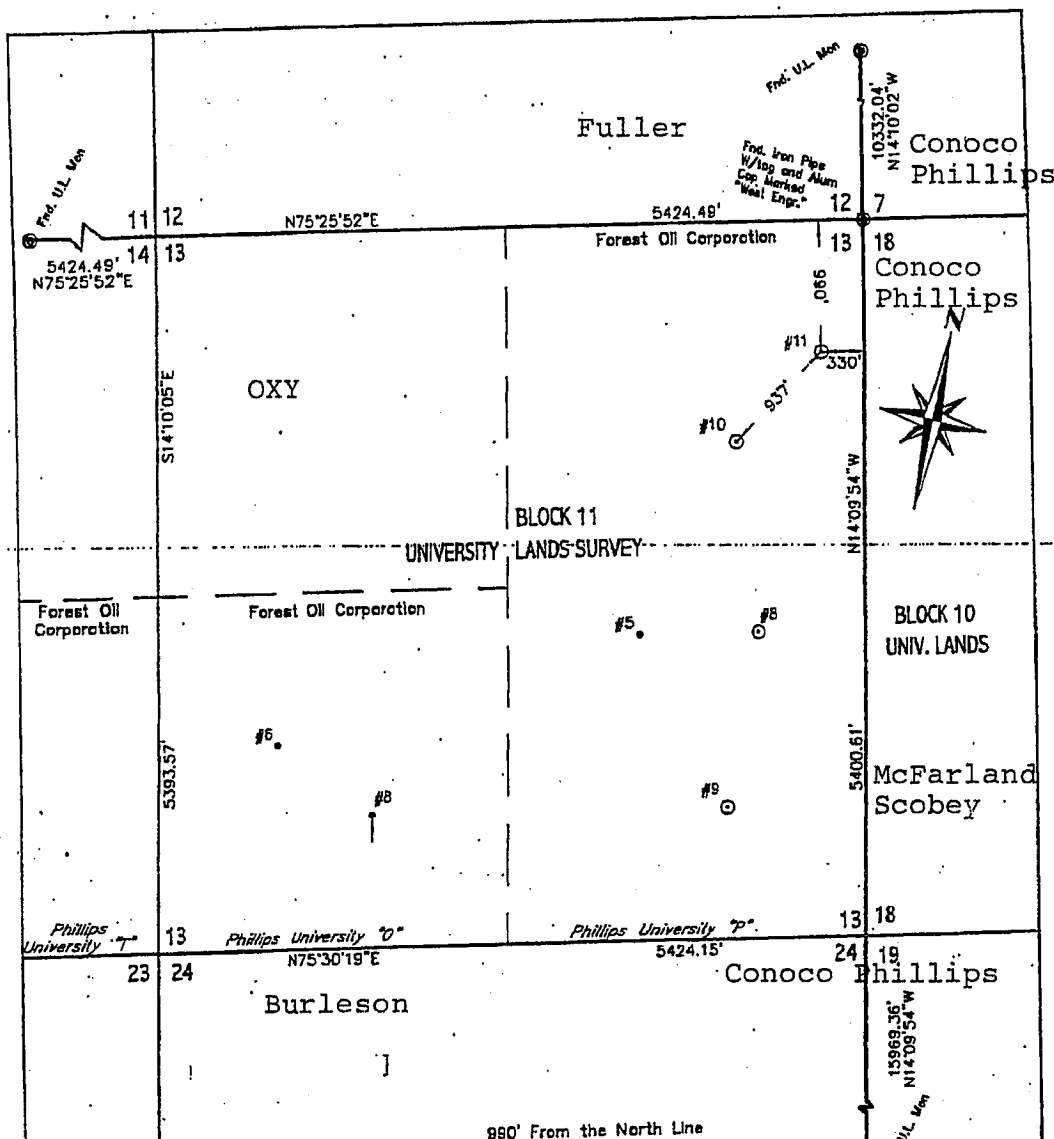 Fnd. U.L. Mon
Fuller
10332.04'
N14°10'02"W
Conoco
Phillips
Fnd. Iron Pipe
W/top and Alum
Cap Marked
"West Engr."
Fnd. U.L. Mon
11 12
N75°25'52"E
5424.49'
12 7
14 13
Forest Oil Corporation
13 18
5424.49'
N75°25'52"E
Conoco
Phillips
N
990'
#11
330'
OXY
S14°10'05"E
937'
#10
N14°09'54"W
BLOCK 11
UNIVERSITY LANDS SURVEY
Forest Oil
Corporation
Forest Oil Corporation
#5
#8
BLOCK 10
UNIV. LANDS
#6
5393.57'
5400.61'
McFarland
Scobey
#8
#9
Phillips
University "T"
13
Phillips University "O"
Phillips University "P"
13 18
N75°30'19"E
5424.15'
23 24
24 19
Conoco Phillips
Burleson
15969.36'
N14°09'54"W
U.L. Mon
990' From the North Line